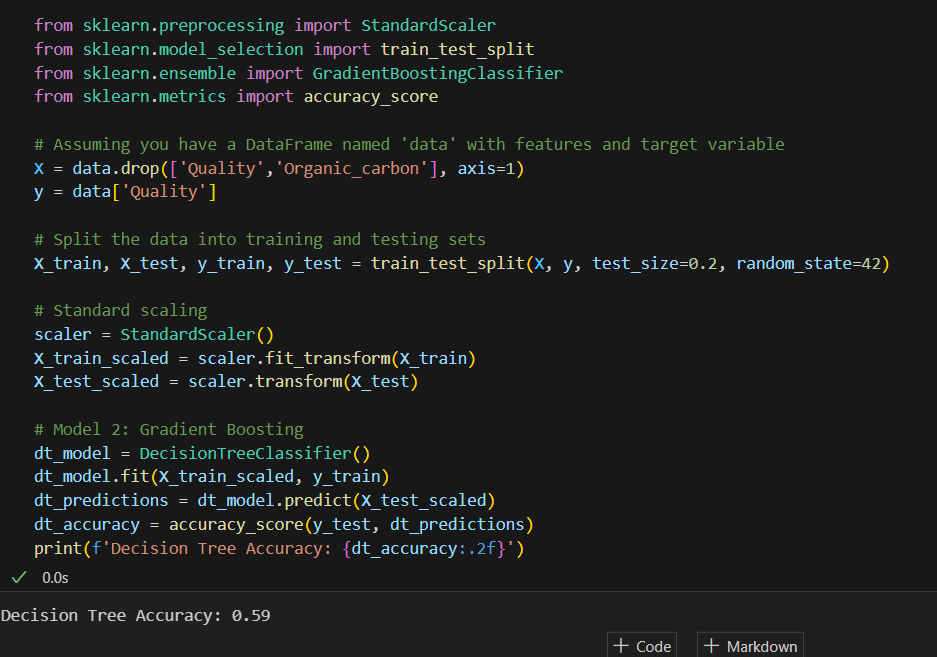 from sklearn.preprocessing import StandardScaler
from sklearn.model_selection import train_test_split
from sklearn.ensemble import GradientBoostingClassifier
from sklearn.metrics import accuracy_score
# Assuming you have a DataFrame named 'data' with features and target variable
X = data.drop(['Quality','Organic_carbon'], axis=1)
y = data['Quality']
# Split the data into training and testing sets
X_train, X_test, y_train, y_test = train_test_split(X, y, test_size=0.2, random_state=42)
# Standard scaling
scaler = StandardScaler()
X_train_scaled = scaler.fit_transform(X_train)
X_test_scaled = scaler.transform(X_test)
# Model 2: Gradient Boosting
dt_model = DecisionTreeClassifier()
dt_model.fit(X_train_scaled, y_train)
dt_predictions = dt_model.predict(X_test_scaled)
dt_accuracy = accuracy_score(y_test, dt_predictions)
print(f'Decision Tree Accuracy: {dt_accuracy:.2f}')
0.0s
Decision Tree Accuracy: 0.59
+ Code + Markdown